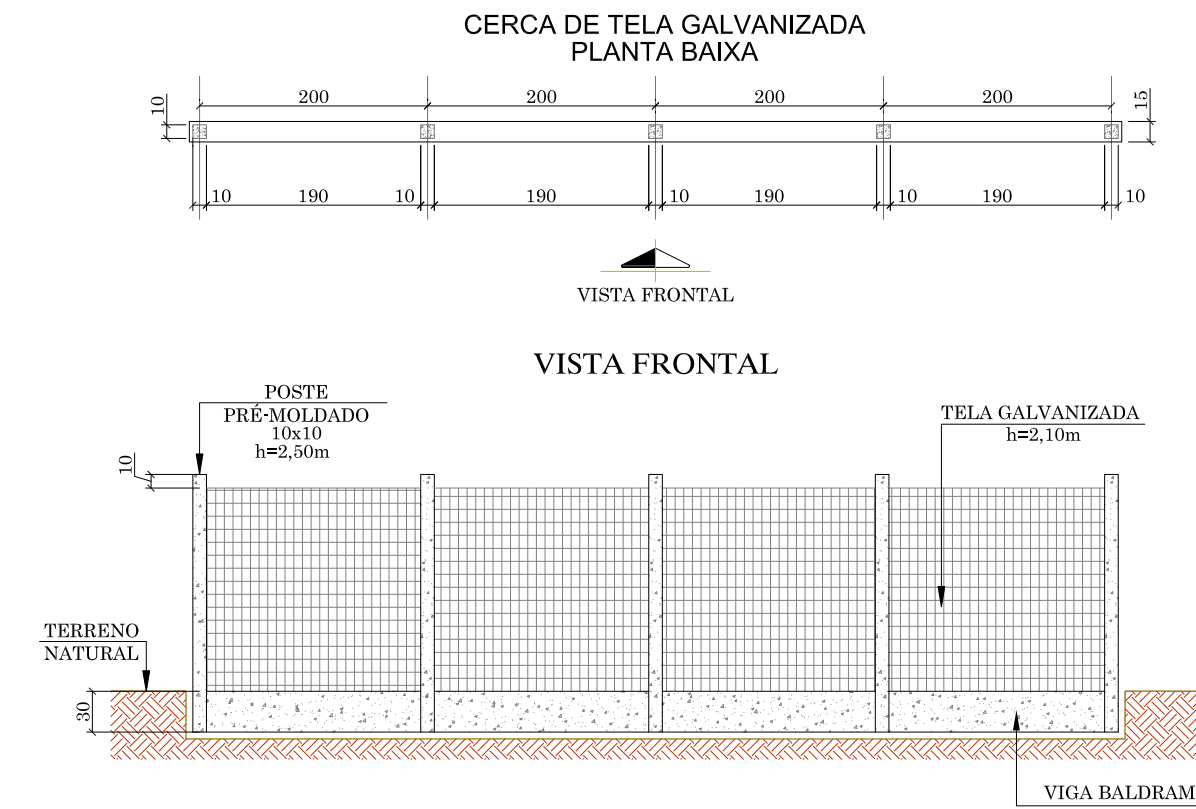 CERCA DE TELA GALVANIZADA
PLANTA BAIXA
200 200 200 200
10 15
10 190 10 190 10 190 10 190 10
VISTA FRONTAL
VISTA FRONTAL
POSTE
PRÉ-MOLDADO
10x10
h=2,50m
TELA GALVANIZADA
h=2,10m
10
TERRENO
NATURAL
30
VIGA BALDRAM